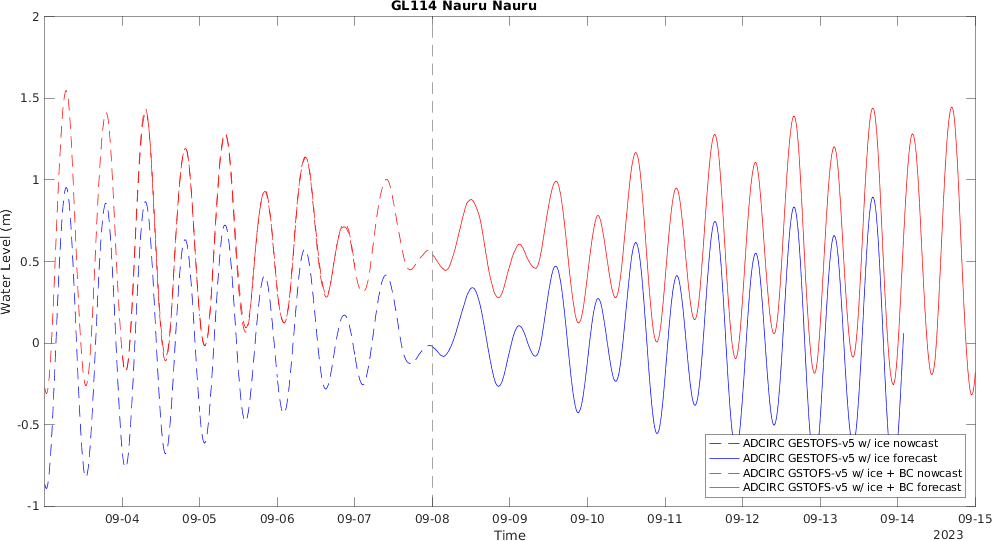 GL114 Nauru Nauru
2
1.5
1
0.5
0
-0.5
-1
Water Level (m)
ADCIRC GESTOFS-v5 w/ ice nowcast
ADCIRC GESTOFS-v5 w/ ice forecast
ADCIRC GSTOFS-v5 w/ ice + BC nowcast
ADCIRC GSTOFS-v5 w/ ice + BC forecast
09-04 09-05 09-06 09-07 09-08 09-09 09-10 09-11 09-12 09-13 09-14 09-15
Time
2023